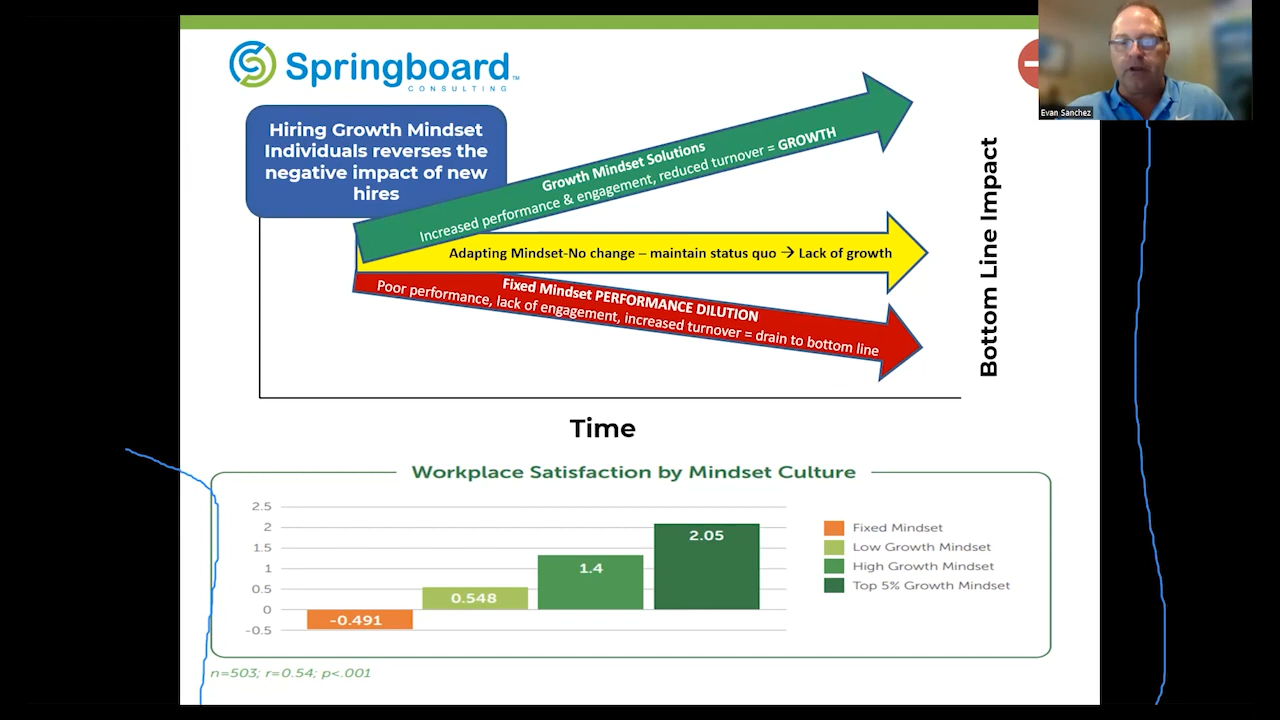 Springboard™
CONSULTING
Evan Sanchez
Hiring Growth Mindset
Individuals reverses the
negative impact of new
hires
Growth Mindset Solutions
Increased performance & engagement, reduced turnover = GROWTH
Adapting Mindset-No change – maintain status quo → Lack of growth
Fixed Mindset PERFORMANCE DILUTION
Poor performance, lack of engagement, increased turnover = drain to bottom line
Bottom Line Impact
Time
Workplace Satisfaction by Mindset Culture
2.5
2
1.5
1
0.5
0
-0.5
-0.491
0.548
1.4
2.05
Fixed Mindset
Low Growth Mindset
High Growth Mindset
Top 5% Growth Mindset
n=503; r=0.54; p<.001